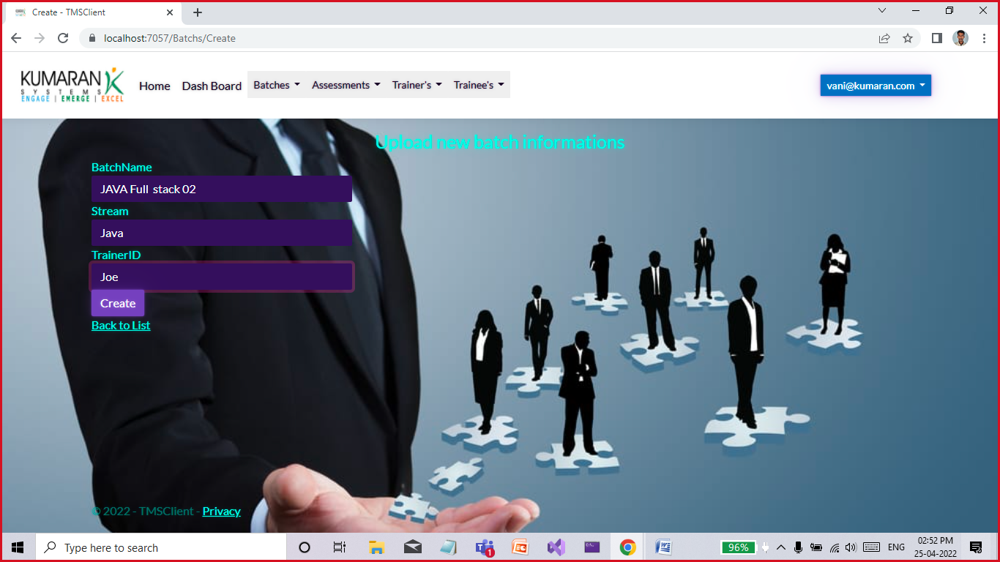 Create - TMSClient
localhost:7057/Batchs/Create
KUMARAN
SYSTEMS
ENGAGE | EMERGE | EXCEL
Home Dash Board Batches Assessments Trainer's Trainee's vani@kumaran.com
Upload new batch informations
BatchName
JAVA Full stack 02
Stream
Java
TrainerID
Joe
Create
Back to List
© 2022 - TMSClient - Privacy
Type here to search
1
96%
ENG
02:52 PM
25-04-2022